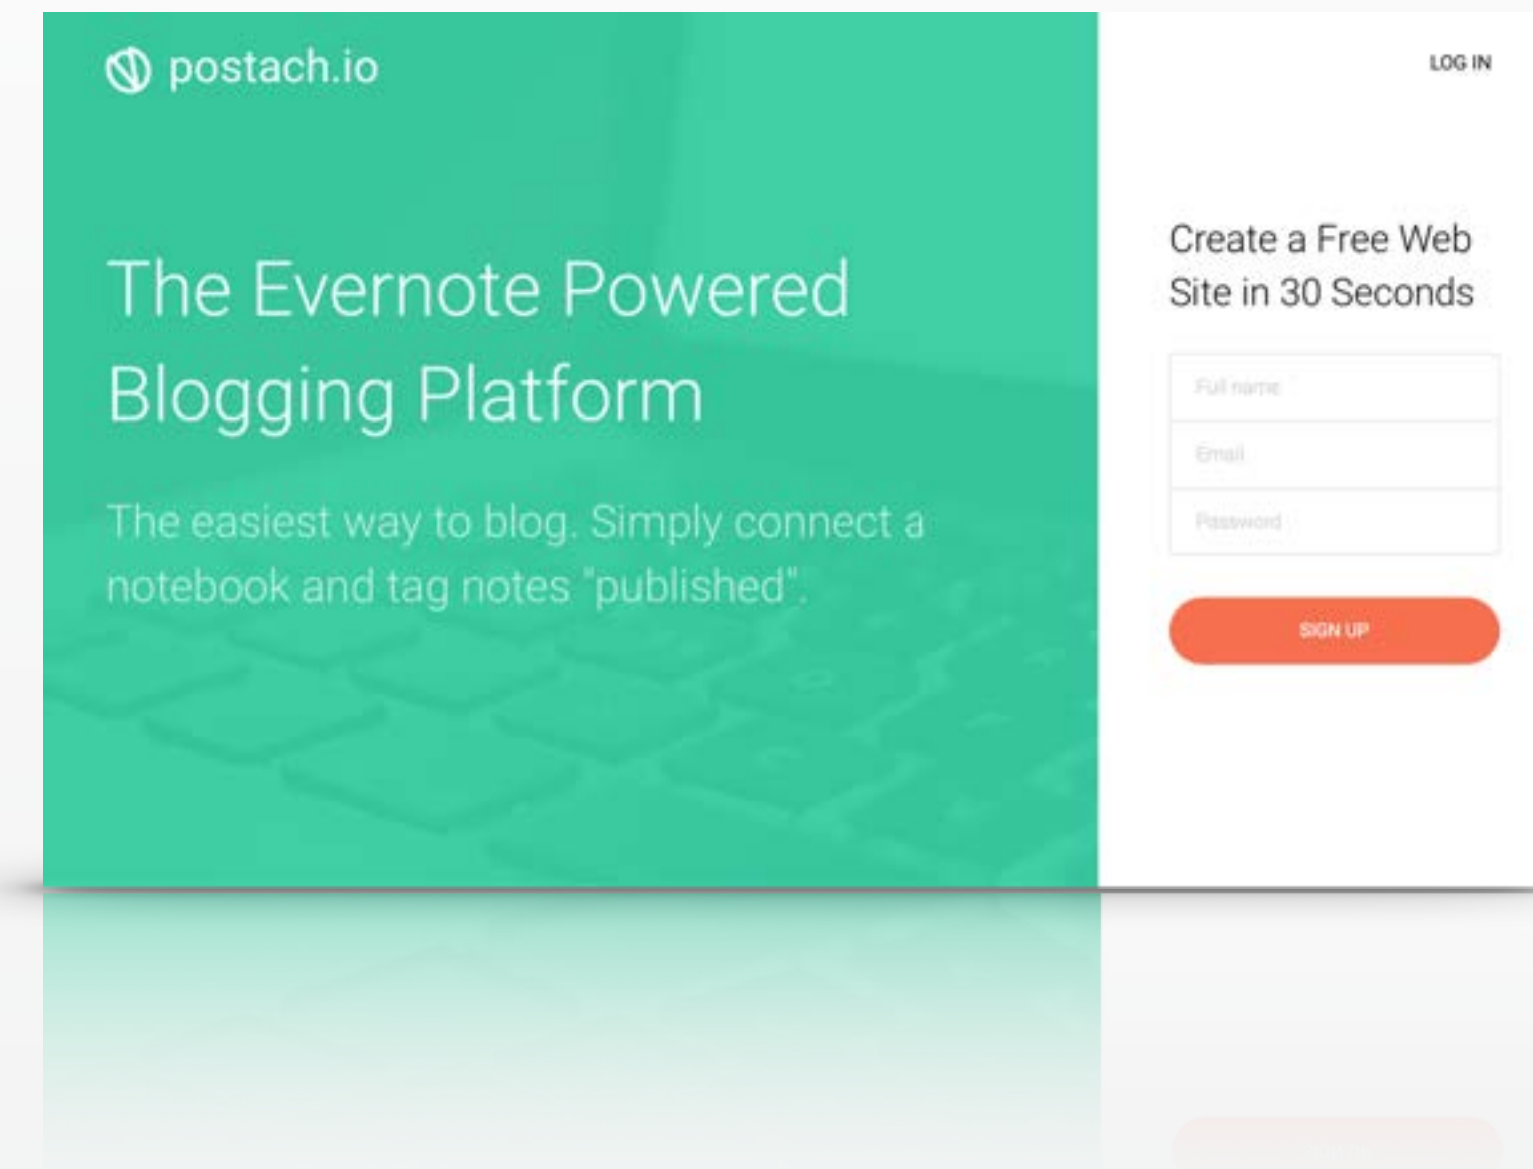 postach.io
LOG IN
The Evernote Powered
Blogging Platform
The easiest way to blog. Simply connect a
notebook and tag notes "published".
Create a Free Web
Site in 30 Seconds
Full name
Email
Password
SIGN UP